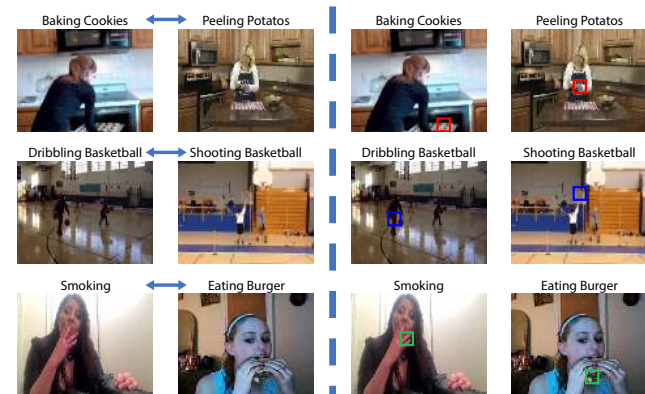 Baking Cookies Peeling Potatos Baking Cookies Peeling Potatos
Dribbling Basketball Shooting Basketball Dribbling Basketball Shooting Basketball
Smoking Eating Burger Smoking Eating Burger